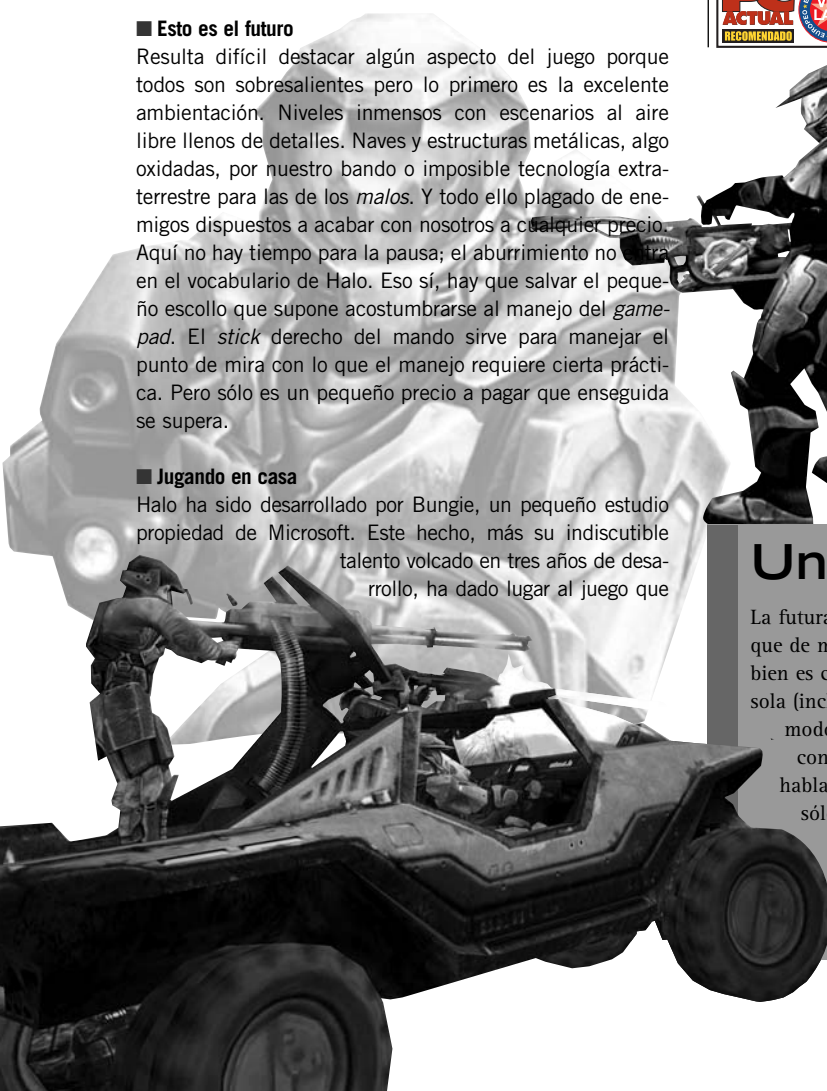 PC
ACTUAL
RECOMENDADO
■ Esto es el futuro
Resulta difícil destacar algún aspecto del juego porque
todos son sobresalientes pero lo primero es la excelente
ambientación. Niveles inmensos con escenarios al aire
libre llenos de detalles. Naves y estructuras metálicas, algo
oxidadas, por nuestro bando o imposible tecnología extra-
terrestre para las de los malos. Y todo ello plagado de ene-
migos dispuestos a acabar con nosotros a cualquier precio.
Aquí no hay tiempo para la pausa; el aburrimiento no entra
en el vocabulario de Halo. Eso sí, hay que salvar el peque-
ño escollo que supone acostumbrarse al manejo del game-
pad. El stick derecho del mando sirve para manejar el
punto de mira con lo que el manejo requiere cierta prácti-
ca. Pero sólo es un pequeño precio a pagar que enseguida
se supera.
■ Jugando en casa
Halo ha sido desarrollado por Bungie, un pequeño estudio
propiedad de Microsoft. Este hecho, más su indiscutible
talento volcado en tres años de desa-
rrollo, ha dado lugar al juego que
Un
La futura
que de m
bien es c
sola (incl
mode
con
habla
sól